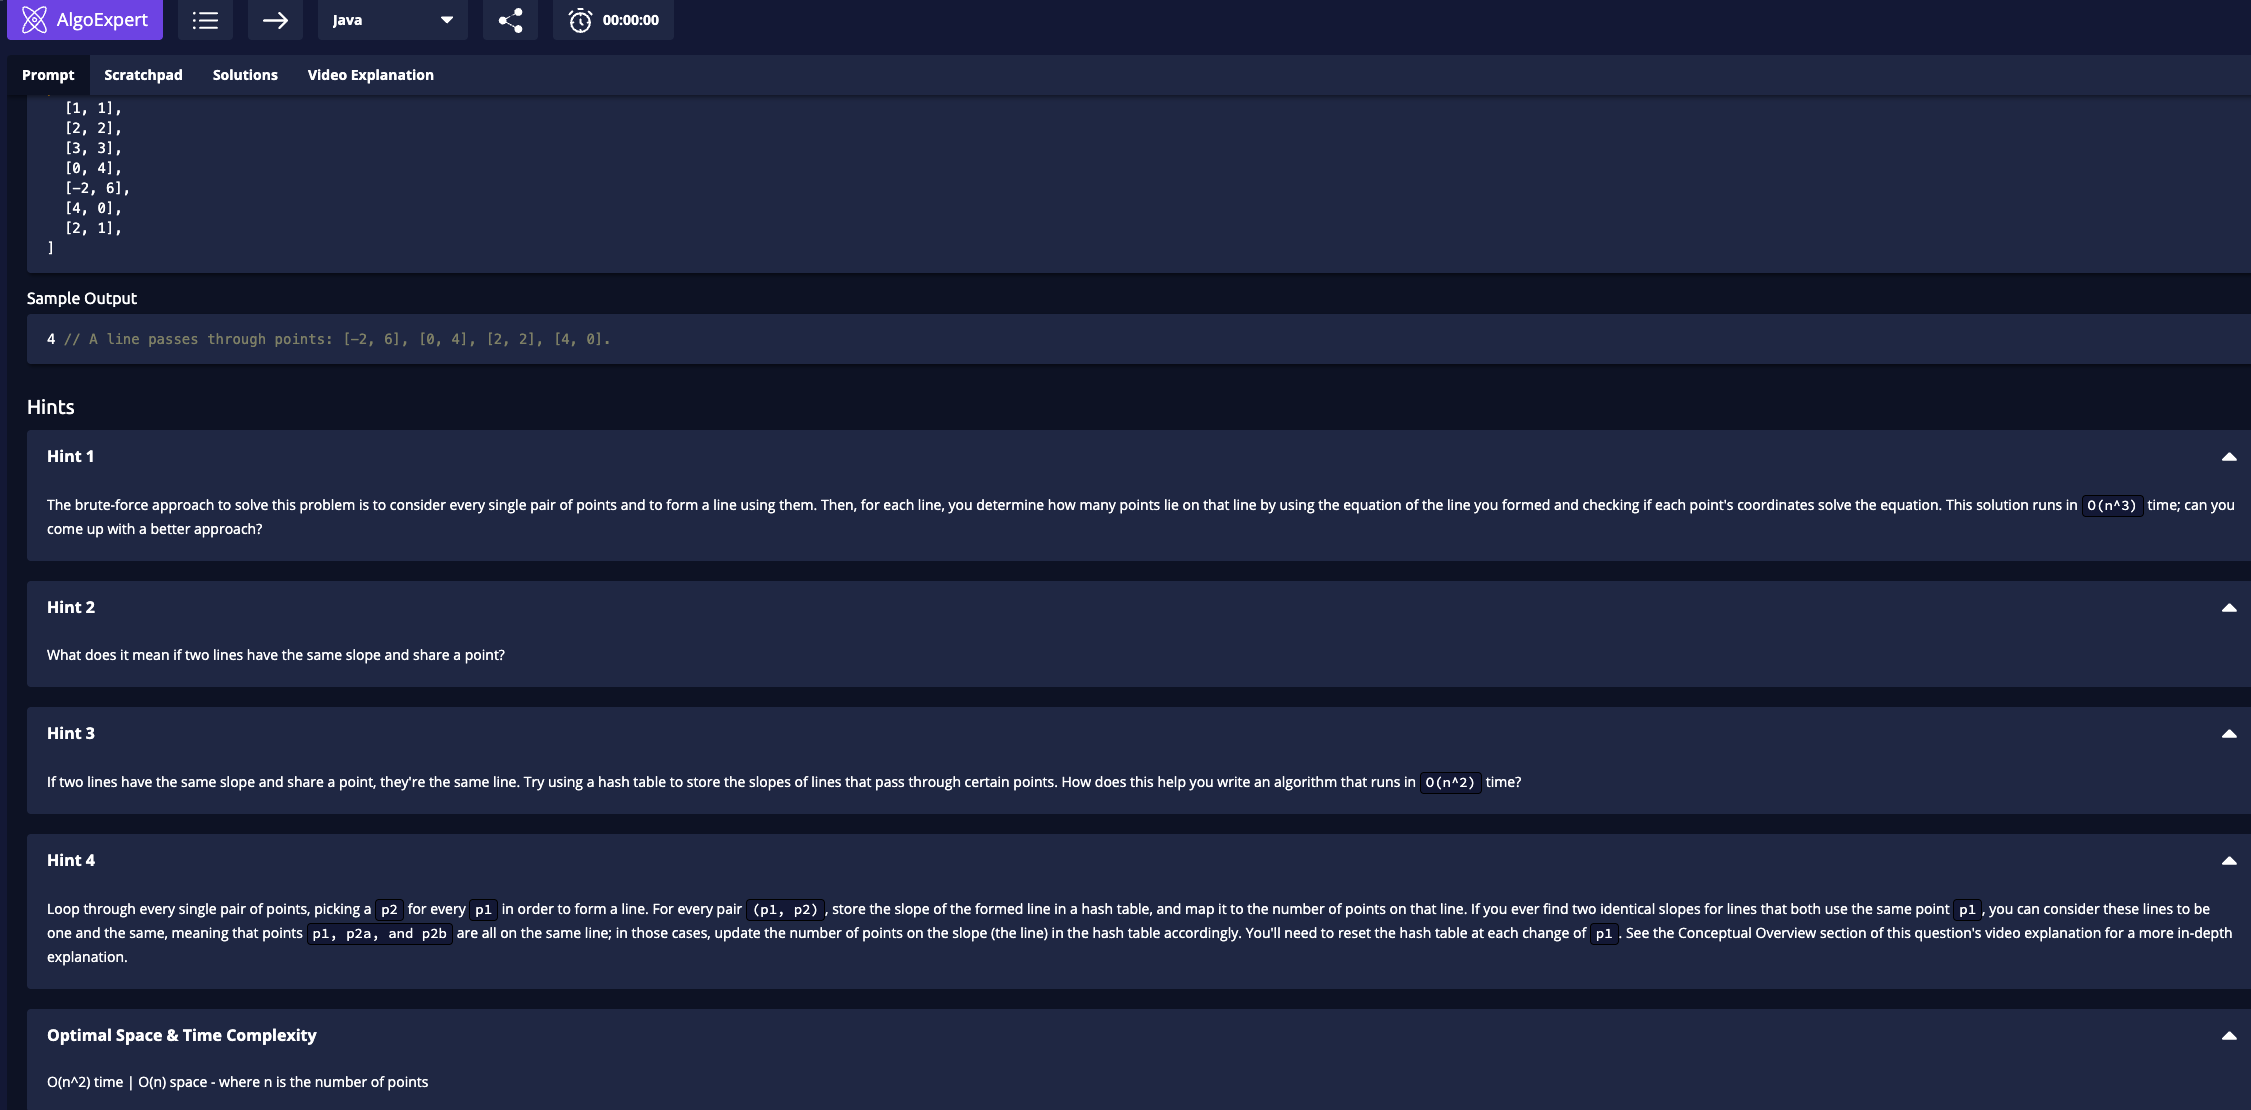 AlgoExpert Java 00:00:00
Prompt Scratchpad Solutions Video Explanation
[1, 1],
[2, 2],
[3, 3],
[0, 4],
[-2, 6],
[4, 0],
[2, 1],
]
Sample Output
4 // A line passes through points: [-2, 6], [0, 4], [2, 2], [4, 0].
Hints
Hint 1
The brute-force approach to solve this problem is to consider every single pair of points and to form a line using them. Then, for each line, you determine how many points lie on that line by using the equation of the line you formed and checking if each point's coordinates solve the equation. This solution runs in O(n^3) time; can you
come up with a better approach?
Hint 2
What does it mean if two lines have the same slope and share a point?
Hint 3
If two lines have the same slope and share a point, they're the same line. Try using a hash table to store the slopes of lines that pass through certain points. How does this help you write an algorithm that runs in O(n^2) time?
Hint 4
Loop through every single pair of points, picking a p2 for every p1 in order to form a line. For every pair (p1, p2), store the slope of the formed line in a hash table, and map it to the number of points on that line. If you ever find two identical slopes for lines that both use the same point p1, you can consider these lines to be
one and the same, meaning that points p1, p2a, and p2b are all on the same line; in those cases, update the number of points on the slope (the line) in the hash table accordingly. You'll need to reset the hash table at each change of p1. See the Conceptual Overview section of this question's video explanation for a more in-depth
explanation.
Optimal Space & Time Complexity
O(n^2) time | O(n) space - where n is the number of points